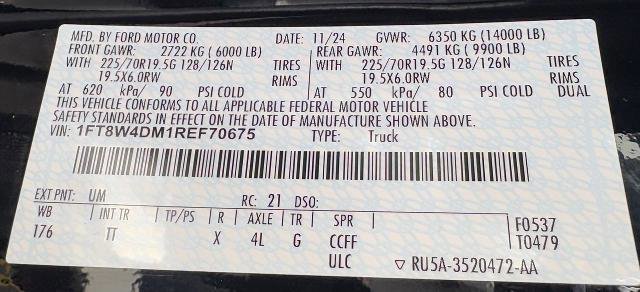 MFD. BY FORD MOTOR CO. DATE: 11/24 GVWR: 6350 KG (14000 LB)
FRONT GAWR: 2722 KG (6000 LB) REAR GAWR: 4491 KG (9900 LB)
WITH 225/70R19.5G 128/126N TIRES WITH 225/70R19.5G 128/126N TIRES
19.5X6.0RW RIMS 19.5X6.0RW RIMS
AT 620 kPa/ 90 PSI COLD AT 550 kPa/ 80 PSI COLD DUAL
THIS VEHICLE CONFORMS TO ALL APPLICABLE FEDERAL MOTOR VEHICLE
SAFETY STANDARDS IN EFFECT ON THE DATE OF MANUFACTURE SHOWN ABOVE.
VIN: 1FT8W4DM1REF70675 TYPE: Truck
EXT PNT: UM RC: 21 DSO:
WB INT TR TP/PS R AXLE TR SPR F0537
176 TT X 4L G CCFF T0479
ULC ▽ RU5A-3520472-AA